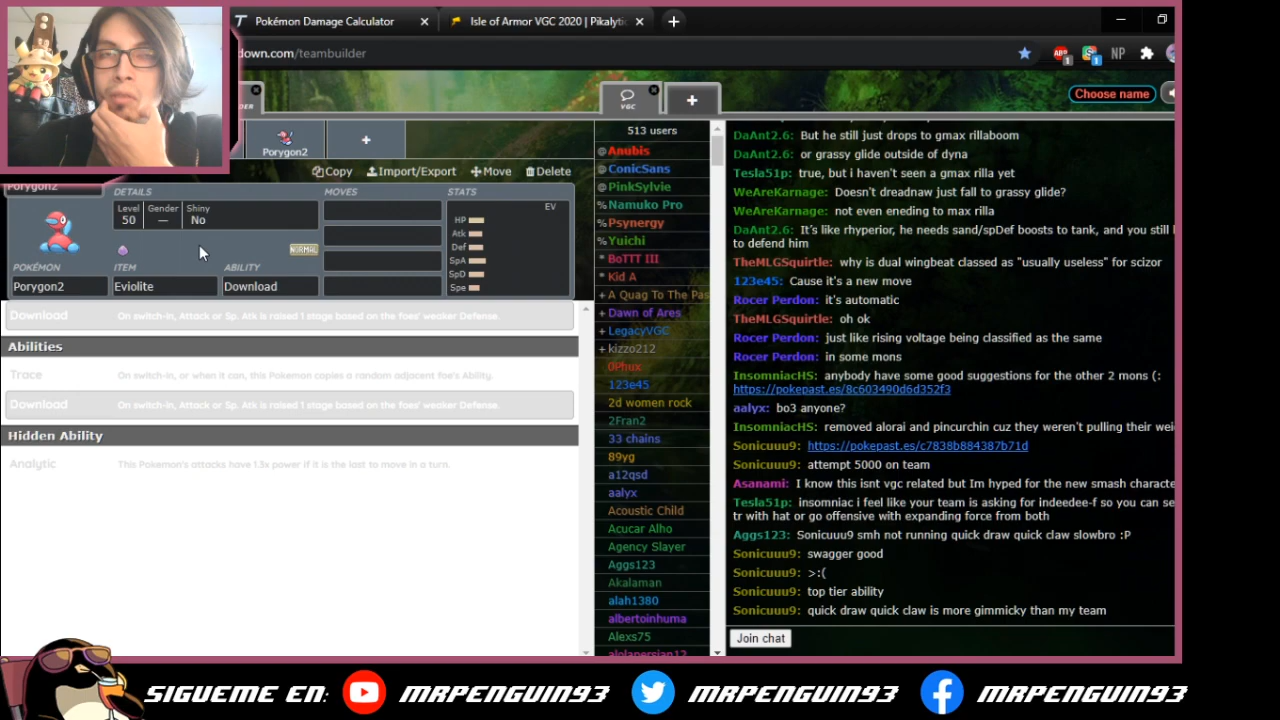 Pokémon Damage Calculator
Isle of Armor VGC 2020 | Pikalytic
down.com/teambuilder
ABP
1
1
NP
DER
VGC
Choose name
Porygon2
Copy
Import/Export
Move
Delete
Porygon2
DETAILS
MOVES
STATS
Level
50
Gender
—
Shiny
No
EV
HP
Atk
Def
SpA
SpD
Spe
NORMAL
POKÉMON
ITEM
ABILITY
Porygon2
Eviolite
Download
Download
On switch-in, Attack or Sp. Atk is raised 1 stage based on the foes' weaker Defense.
Abilities
Trace
On switch-in, or when it can, this Pokemon copies a random adjacent foe's Ability.
Download
On switch-in, Attack or Sp. Atk is raised 1 stage based on the foes' weaker Defense.
Hidden Ability
Analytic
This Pokemon's attacks have 1.3x power if it is the last to move in a turn.
513 users
@Anubis
@ConicSans
@PinkSylvie
%Namuko Pro
%Psynergy
%Yuichi
*BoTTT III
*Kid A
+A Quag To The Pas
+Dawn of Ares
+LegacyVGC
+kizzo212
0Phux
123e45
2d women rock
2Fran2
33 chains
89yg
a12qsd
aalyx
Acoustic Child
Acucar Alho
Agency Slayer
Aggs123
Akalaman
alah1380
albertoinhuma
Alexs75
alolanpersian12
DaAnt2.6: But he still just drops to gmax rillaboom
DaAnt2.6: or grassy glide outside of dyna
Tesla51p: true, but i haven't seen a gmax rilla yet
WeAreKarnage: Doesn't dreadnaw just fall to grassy glide?
WeAreKarnage: not even eneding to max rilla
DaAnt2.6: It's like rhyperior, he needs sand/spDef boosts to tank, and you still
to defend him
TheMLGSquirtle: why is dual wingbeat classed as "usually useless" for scizor
123e45: Cause it's a new move
Rocer Perdon: it's automatic
TheMLGSquirtle: oh ok
Rocer Perdon: just like rising voltage being classified as the same
Rocer Perdon: in some mons
InsomniacHS: anybody have some good suggestions for the other 2 mons (:
https://pokepast.es/8c603490d6d352f3
aalyx: bo3 anyone?
InsomniacHS: removed alorai and pincurchin cuz they weren't pulling their wei
Sonicuuu9: https://pokepast.es/c7838b884387b71d
Sonicuuu9: attempt 5000 on team
Asanami: I know this isnt vgc related but Im hyped for the new smash characte
Tesla51p: insomniac i feel like your team is asking for indeedee-f so you can se
tr with hat or go offensive with expanding force from both
Aggs123: Sonicuuu9 smh not running quick draw quick claw slowbro :P
Sonicuuu9: swagger good
Sonicuuu9: >:(
Sonicuuu9: top tier ability
Sonicuuu9: quick draw quick claw is more gimmicky than my team
Join chat
SIGUEME EN:
MRPENGUIN93
MRPENGUIN93
MRPENGUIN93